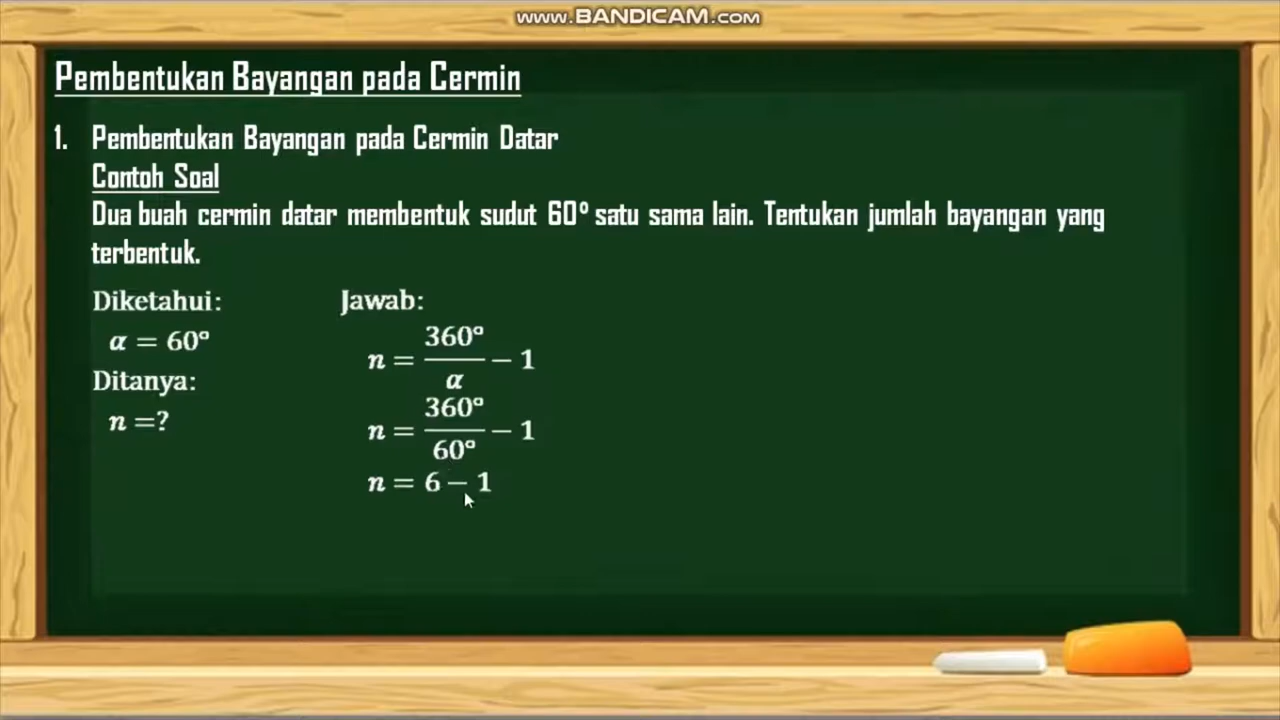 www.BANDICAM.com
Pembentukan Bayangan pada Cermin
1. Pembentukan Bayangan pada Cermin Datar
Contoh Soal
Dua buah cermin datar membentuk sudut 60° satu sama lain. Tentukan jumlah bayangan yang
terbentuk.
Diketahui:
α = 60°
Ditanya:
n =?
Jawab:
n = 360°/α − 1
n = 360°/60° − 1
n = 6 − 1